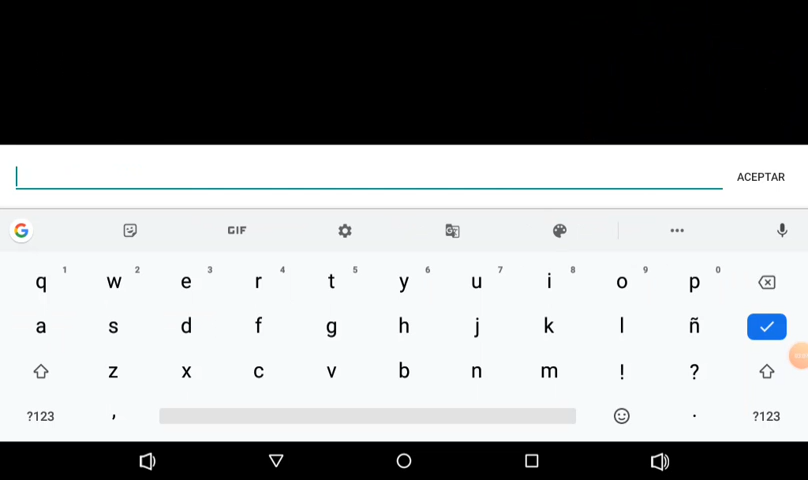 ACEPTAR
G GIF
1 2 3 4 5 6 7 8 9 0
q w e r t y u i o p
a s d f g h j k l ñ
z x c v b n m ! ?
?123 , . ?123